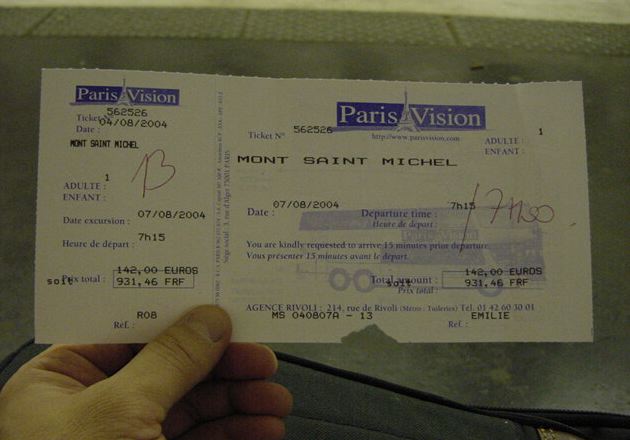 Paris Vision
Ticket N° 562526
Date : 04/08/2004
MONT SAINT MICHEL
13
1
ADULTE :
ENFANT :
Date excursion : 07/08/2004
Heure de départ : 7h15
142,00 EUROS
soit Prix total : 931,46 FRF
R08
Ref. :
Paris Vision
http://www.parisvision.com
Ticket N° 562526
ADULTE : 1
ENFANT :
MONT SAINT MICHEL
Date : 07/08/2004
Departure time : 7h15
Heure de départ :
17h00
You are kindly requested to arrive 15 minutes prior departure.
Vous présenter 15 minutes avant le départ.
Total amount : 142,00 EUROS
soit Prix total : 931,46 FRF
AGENCE RIVOLI : 214, rue de Rivoli (Métro : Tuileries) Tel. 01 42 60 30 01
MS 040807A - 13
Ref. : EMILIE